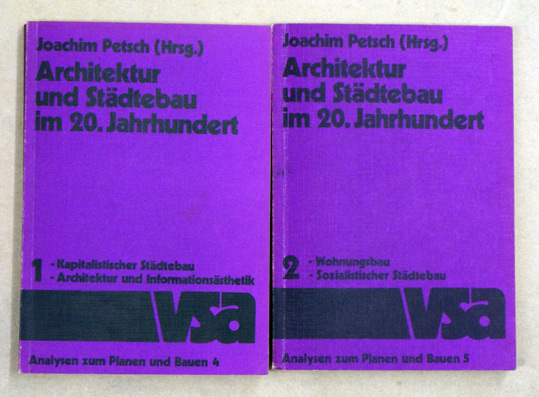 Joachim Petsch (Hrsg.)
Architektur
und Städtebau
im 20. Jahrhundert
1 - Kapitalistischer Städtebau
- Architektur und Informationsästhetik
vsa
Analysen zum Planen und Bauen 4
Joachim Petsch (Hrsg.)
Architektur
und Städtebau
im 20. Jahrhundert
2 - Wohnungsbau
- Sozialistischer Städtebau
vsa
Analysen zum Planen und Bauen 5